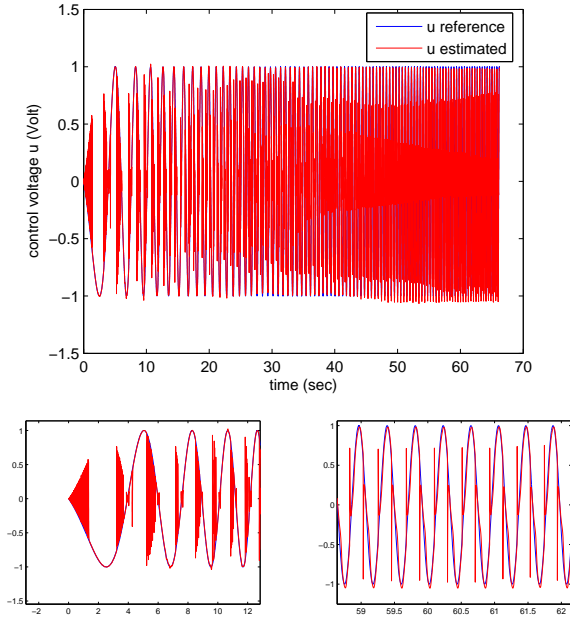 1.5
1
0.5
0
−0.5
−1
−1.5
control voltage u (Volt)
u reference
u estimated
0 10 20 30 40 50 60 70
time (sec)
1
0.5
0
−0.5
−1
−1.5
−2 0 2 4 6 8 10 12
1
0.5
0
−0.5
−1
59 59.5 60 60.5 61 61.5 62